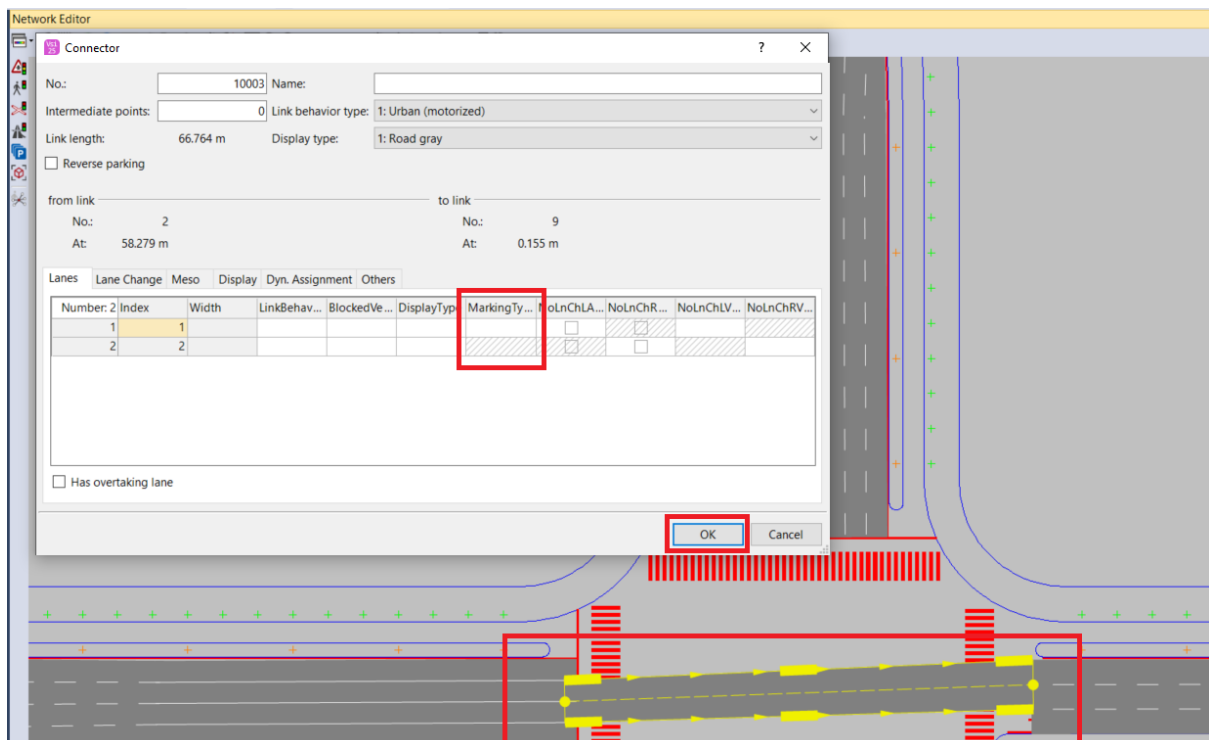 Network Editor
Connector
? X
No.: 10003 Name:
Intermediate points: 0 Link behavior type: 1: Urban (motorized)
Link length: 66.764 m Display type: 1: Road gray
Reverse parking
from link to link
No.: 2 No.: 9
At: 58.279 m At: 0.155 m
Lanes Lane Change Meso Display Dyn. Assignment Others
Number: 2 Index Width LinkBehav... BlockedVe... DisplayType MarkingTy... NoLnChLA... NoLnChR... NoLnChLV... NoLnChRV...
1 1
2 2
Has overtaking lane
OK Cancel